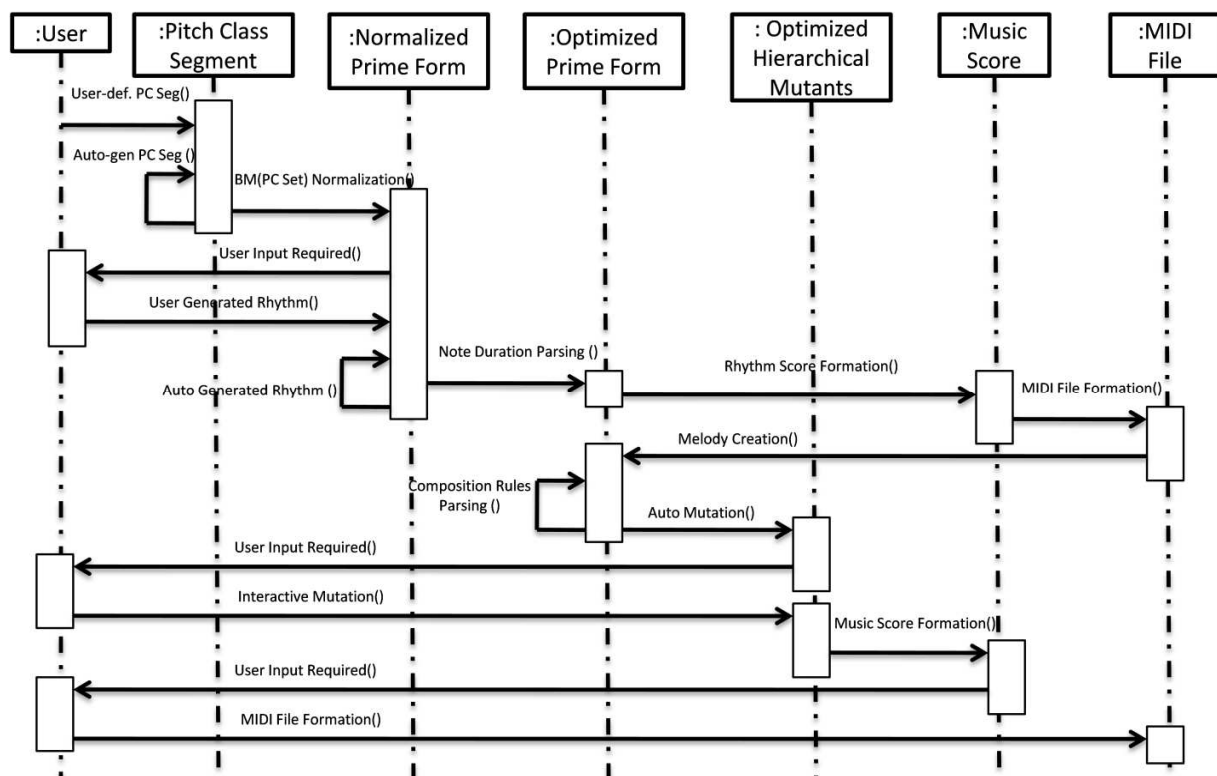 :User
:Pitch Class
Segment
:Normalized
Prime Form
:Optimized
Prime Form
: Optimized
Hierarchical
Mutants
:Music
Score
:MIDI
File
User-def. PC Seg()
Auto-gen PC Seg ()
BM(PC Set) Normalization()
User Input Required()
User Generated Rhythm()
Note Duration Parsing ()
Rhythm Score Formation()
Auto Generated Rhythm ()
MIDI File Formation()
Melody Creation()
Composition Rules
Parsing ()
Auto Mutation()
User Input Required()
Interactive Mutation()
Music Score Formation()
User Input Required()
MIDI File Formation()